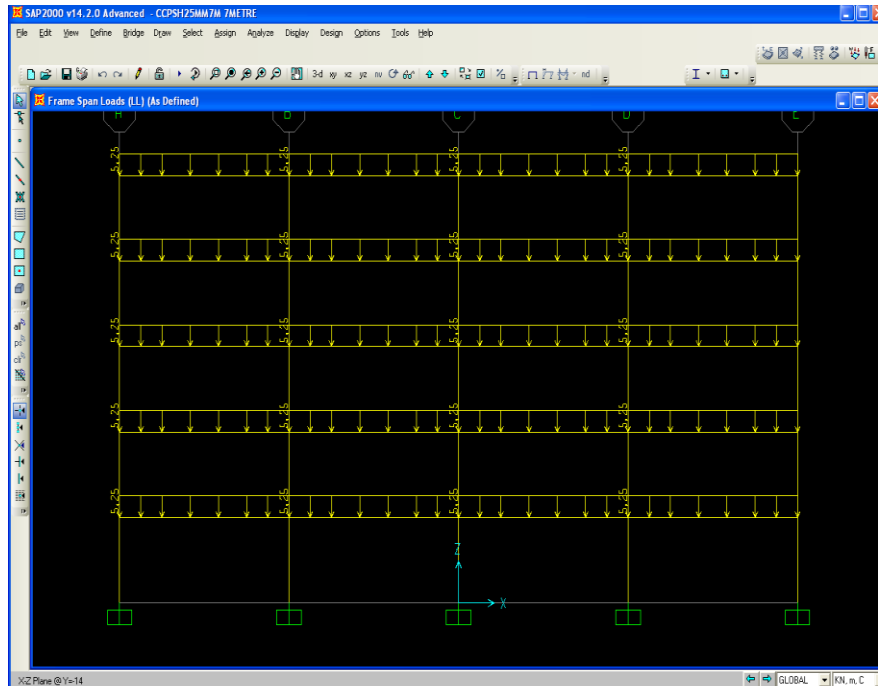 SAP2000 v14.2.0 Advanced - CCPSH25MM7M 7METRE
File Edit View Define Bridge Draw Select Assign Analyze Display Design Options Tools Help
3-d xy xz yz nv
nd
Frame Span Loads (LL) (As Defined)
C
5.25 5.25 5.25 5.25
5.25 5.25 5.25 5.25
5.25 5.25 5.25 5.25
5.25 5.25 5.25 5.25
5.25 5.25 5.25 5.25
Z
X
X-Z Plane @ Y=-14
GLOBAL
KN, m, C